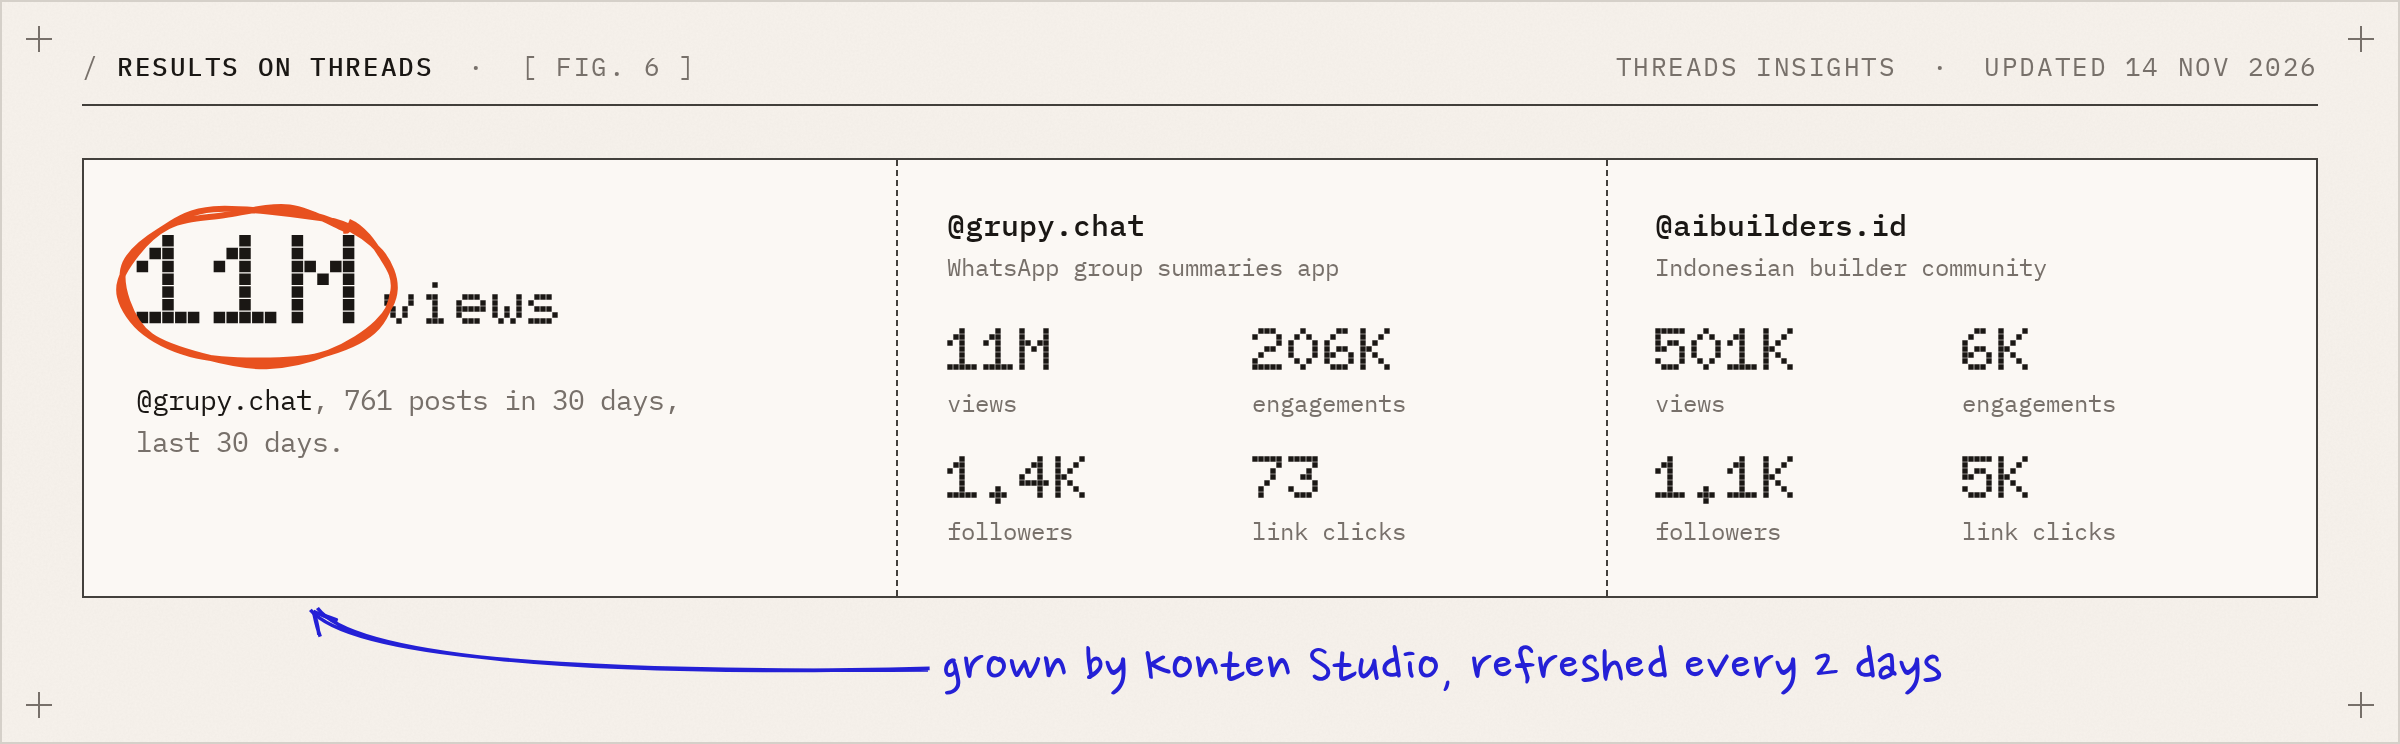 / RESULTS ON THREADS · [ FIG. 6 ]
THREADS INSIGHTS · UPDATED 14 NOV 2026
11M views
@grupy.chat, 761 posts in 30 days,
last 30 days.
@grupy.chat
WhatsApp group summaries app
11M
views
206K
engagements
1.4K
followers
73
link clicks
@aibuilders.id
Indonesian builder community
501K
views
6K
engagements
1.1K
followers
5K
link clicks
grown by Konten Studio, refreshed every 2 days